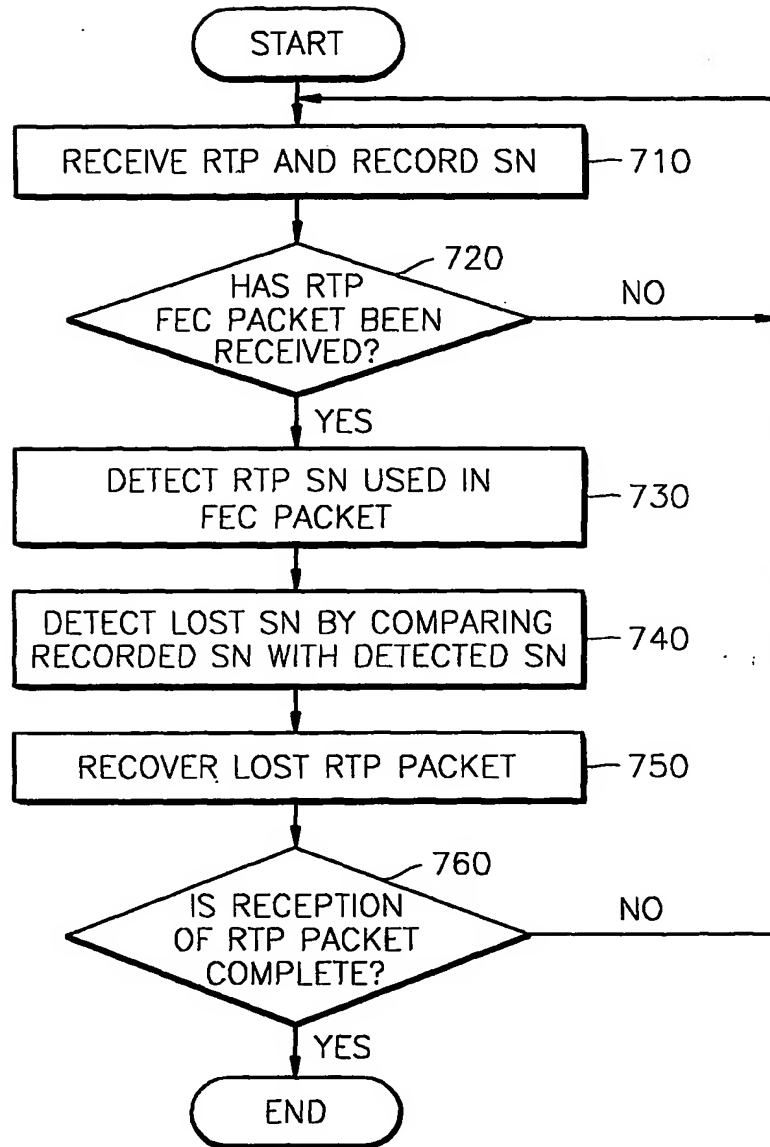 START
RECEIVE RTP AND RECORD SN
710
720
HAS RTP
FEC PACKET BEEN
RECEIVED?
NO
YES
DETECT RTP SN USED IN
FEC PACKET
730
DETECT LOST SN BY COMPARING
RECORDED SN WITH DETECTED SN
740
RECOVER LOST RTP PACKET
750
760
IS RECEPTION
OF RTP PACKET
COMPLETE?
NO
YES
END